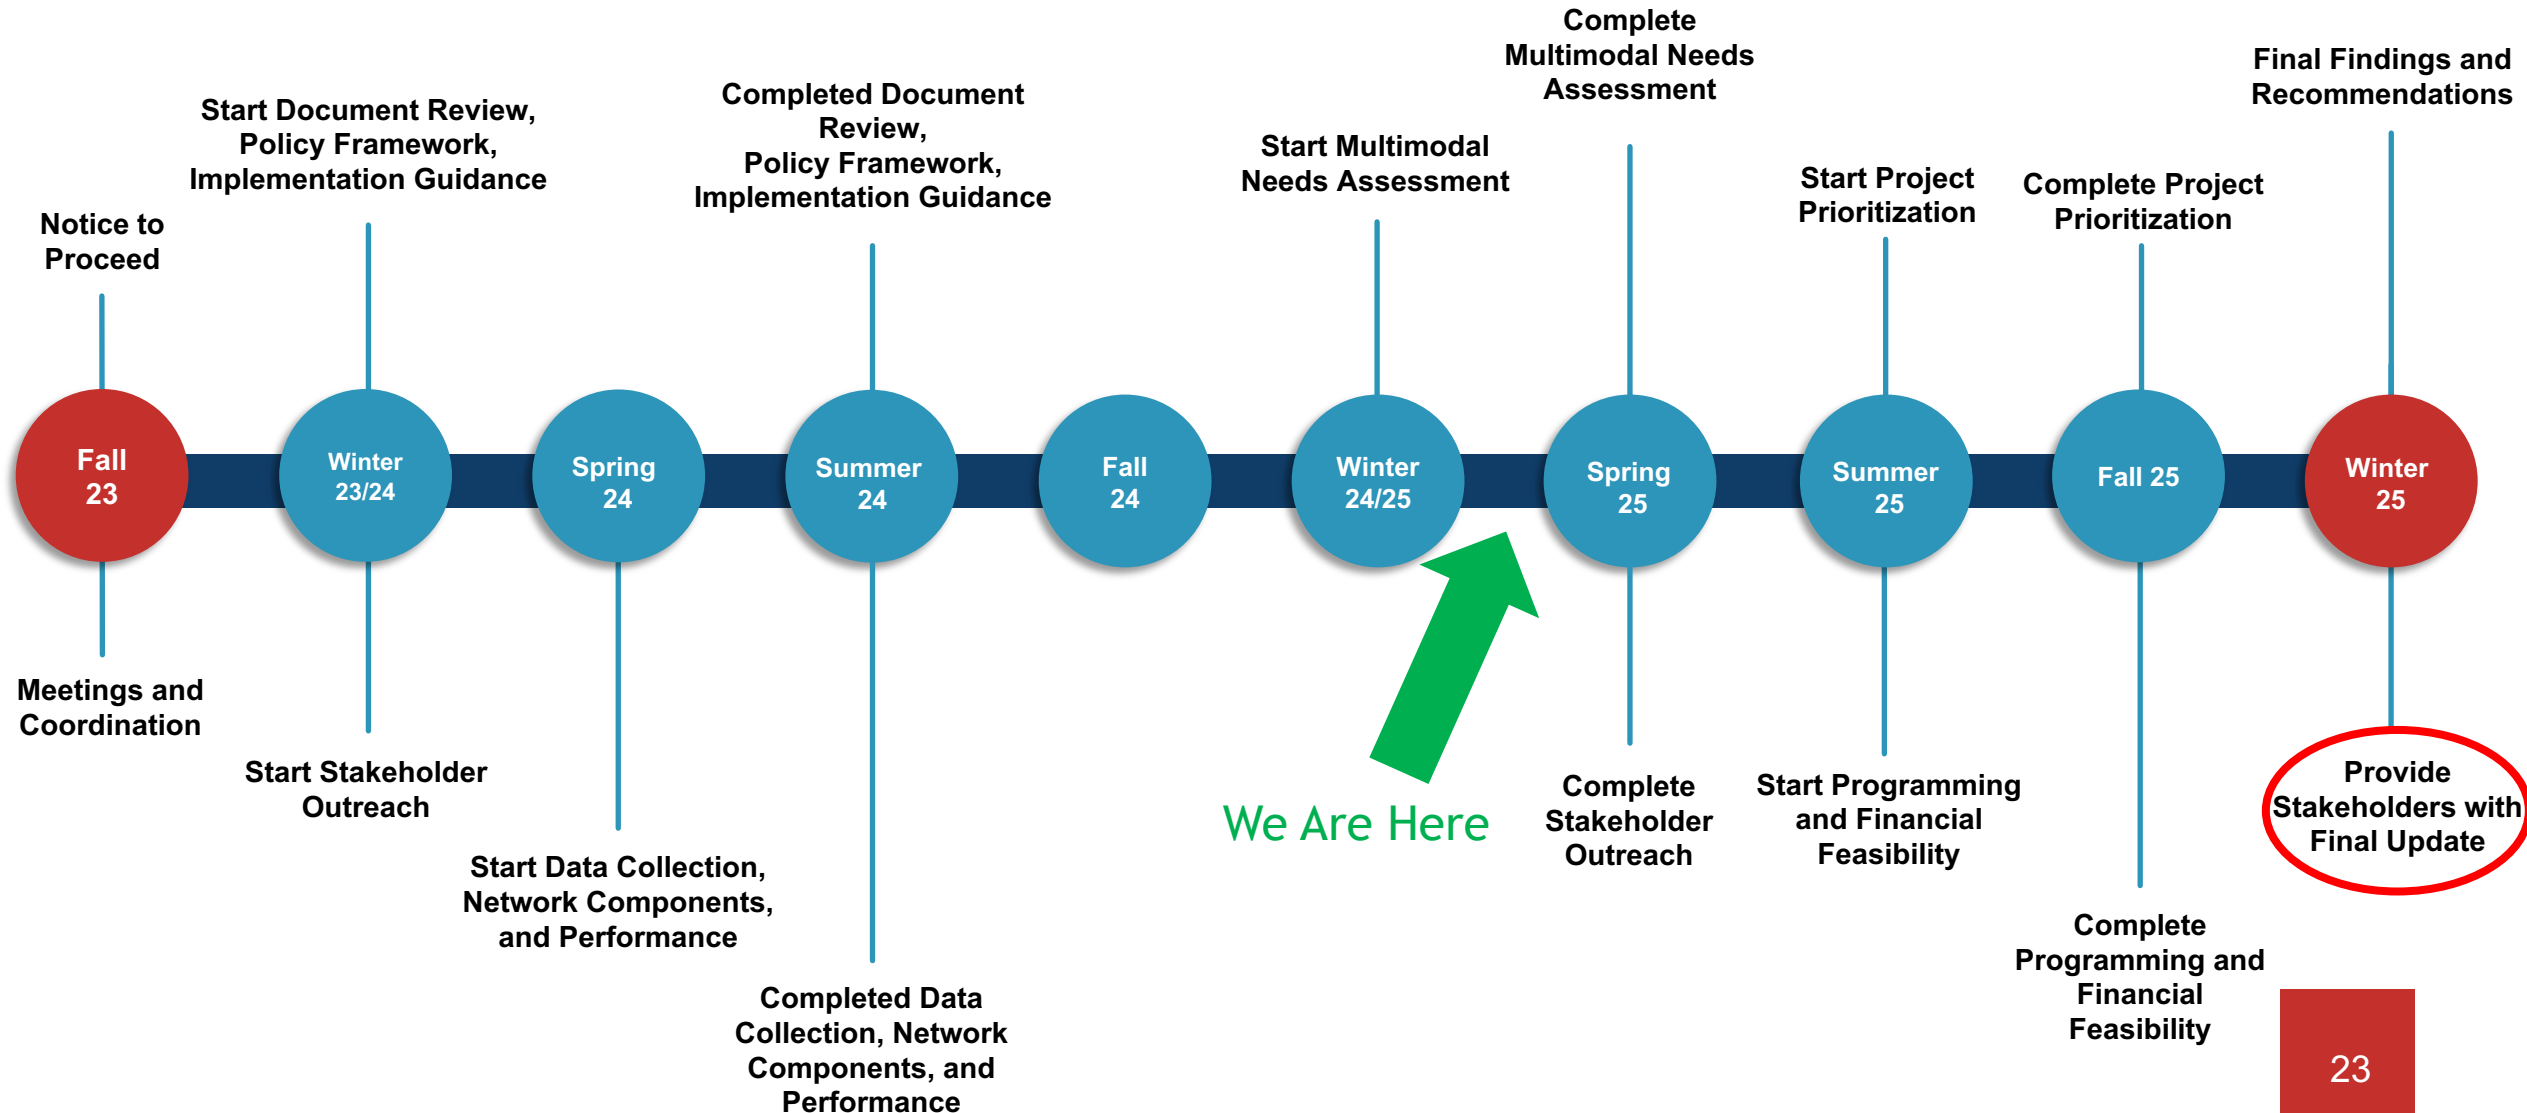 Notice to
Proceed
Start Document Review,
Policy Framework,
Implementation Guidance
Completed Document
Review,
Policy Framework,
Implementation Guidance
Start Multimodal
Needs Assessment
Complete
Multimodal Needs
Assessment
Start Project
Prioritization
Complete Project
Prioritization
Final Findings and
Recommendations
Fall
23
Winter
23/24
Spring
24
Summer
24
Fall
24
Winter
24/25
Spring
25
Summer
25
Fall 25
Winter
25
Meetings and
Coordination
Start Stakeholder
Outreach
Start Data Collection,
Network Components,
and Performance
Completed Data
Collection, Network
Components, and
Performance
We Are Here
Complete
Stakeholder
Outreach
Start Programming
and Financial
Feasibility
Complete
Programming and
Financial
Feasibility
Provide
Stakeholders with
Final Update
23